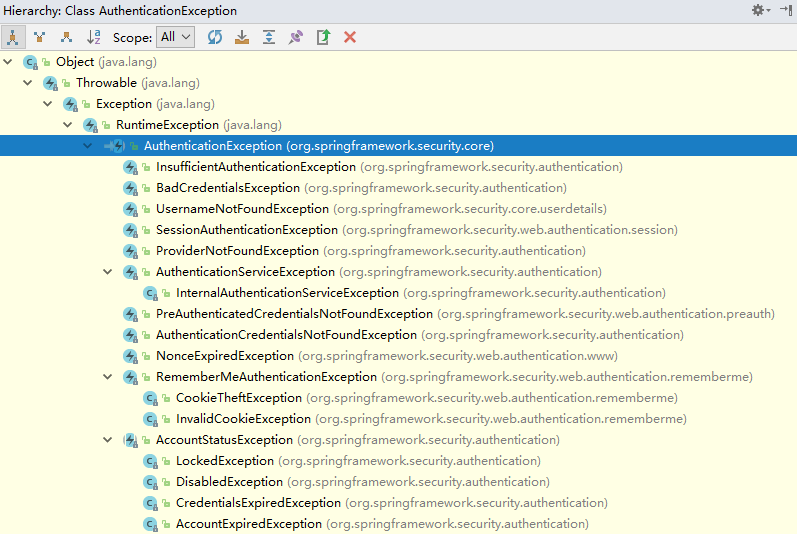 Hierarchy: Class AuthenticationException
Scope: All
Object (java.lang)
Throwable (java.lang)
Exception (java.lang)
RuntimeException (java.lang)
AuthenticationException (org.springframework.security.core)
InsufficientAuthenticationException (org.springframework.security.authentication)
BadCredentialsException (org.springframework.security.authentication)
UsernameNotFoundException (org.springframework.security.core.userdetails)
SessionAuthenticationException (org.springframework.security.web.authentication.session)
ProviderNotFoundException (org.springframework.security.authentication)
AuthenticationServiceException (org.springframework.security.authentication)
InternalAuthenticationServiceException (org.springframework.security.authentication)
PreAuthenticatedCredentialsNotFoundException (org.springframework.security.web.authentication.preauth)
AuthenticationCredentialsNotFoundException (org.springframework.security.authentication)
NonceExpiredException (org.springframework.security.web.authentication.www)
RememberMeAuthenticationException (org.springframework.security.web.authentication.rememberme)
CookieTheftException (org.springframework.security.web.authentication.rememberme)
InvalidCookieException (org.springframework.security.web.authentication.rememberme)
AccountStatusException (org.springframework.security.authentication)
LockedException (org.springframework.security.authentication)
DisabledException (org.springframework.security.authentication)
CredentialsExpiredException (org.springframework.security.authentication)
AccountExpiredException (org.springframework.security.authentication)